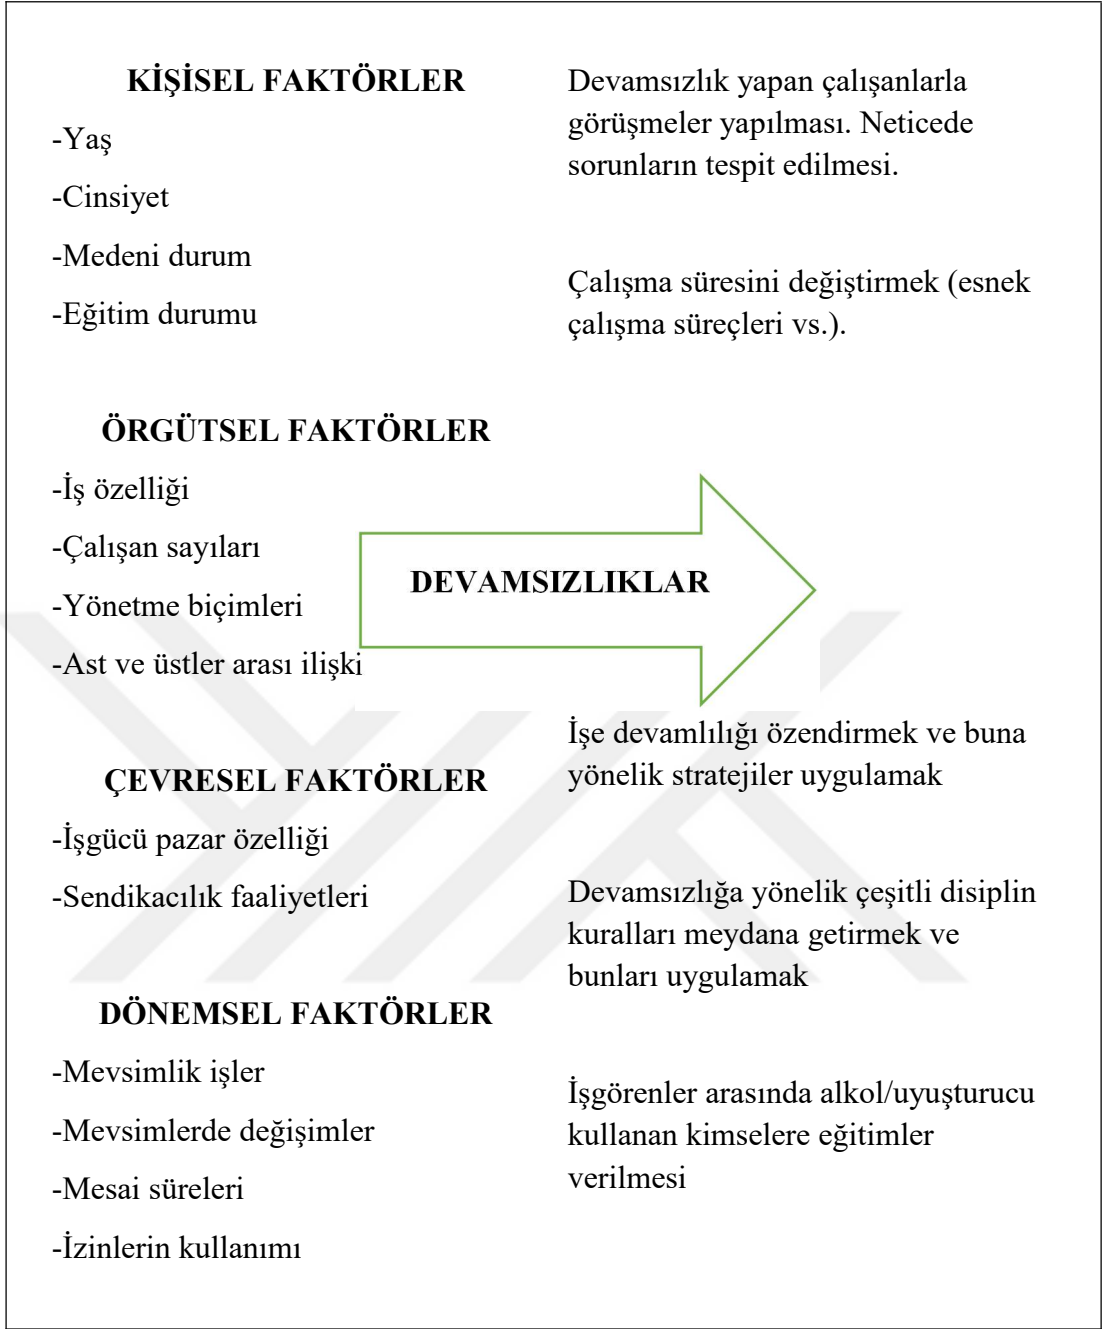 KİŞİSEL FAKTÖRLER
-Yaş
-Cinsiyet
-Medeni durum
-Eğitim durumu
ÖRGÜTSEL FAKTÖRLER
-İş özelliği
-Çalışan sayıları
-Yönetme biçimleri
-Ast ve üstler arası ilişki
ÇEVRESEL FAKTÖRLER
-İşgücü pazar özelliği
-Sendikacılık faaliyetleri
DÖNEMSEL FAKTÖRLER
-Mevsimlik işler
-Mevsimlerde değişimler
-Mesai süreleri
-İzinlerin kullanımı
DEVAMSIZLIKLAR
Devamsızlık yapan çalışanlarla
görüşmeler yapılması. Neticede
sorunların tespit edilmesi.
Çalışma süresini değiştirmek (esnek
çalışma süreçleri vs.).
İşe devamlılığı özendirmek ve buna
yönelik stratejiler uygulamak
Devamsızlığa yönelik çeşitli disiplin
kuralları meydana getirmek ve
bunları uygulamak
İşgörenler arasında alkol/uyuşturucu
kullanan kimselere eğitimler
verilmesi